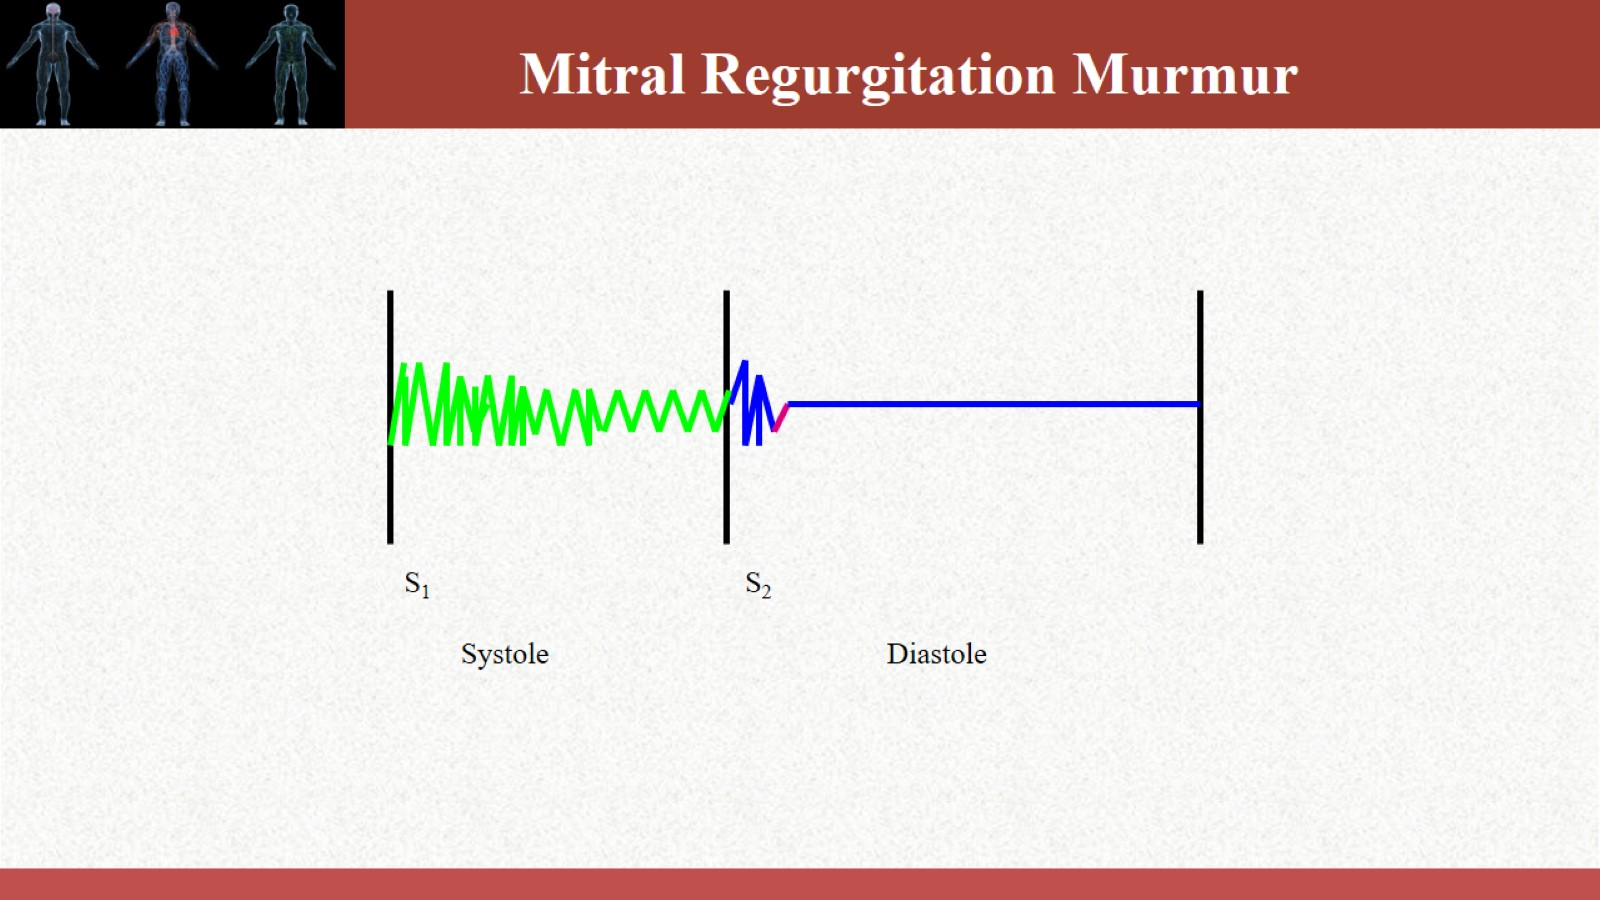 Mitral Regurgitation Murmur
S₁
S₂
Systole
Diastole